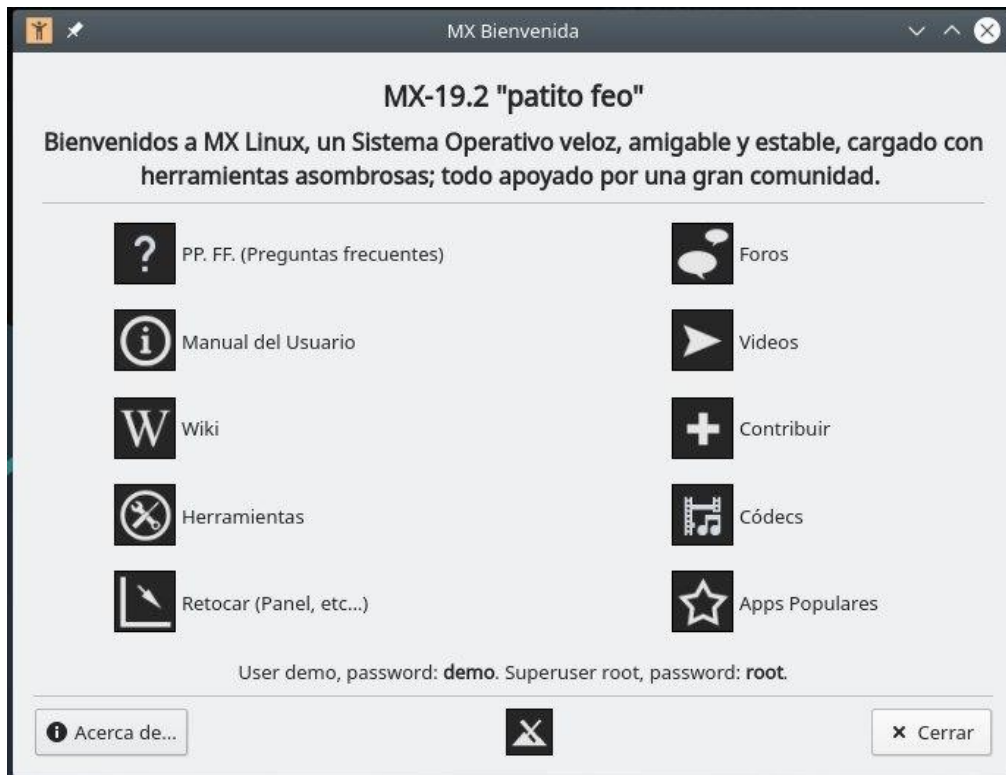 MX Bienvenida
MX-19.2 "patito feo"
Bienvenidos a MX Linux, un Sistema Operativo veloz, amigable y estable, cargado con
herramientas asombrosas; todo apoyado por una gran comunidad.
PP. FF. (Preguntas frecuentes)
Foros
Manual del Usuario
Videos
W Wiki
Contribuir
Herramientas
Códecs
Retocar (Panel, etc...)
Apps Populares
User demo, password: demo. Superuser root, password: root.
Acerca de...
Cerrar